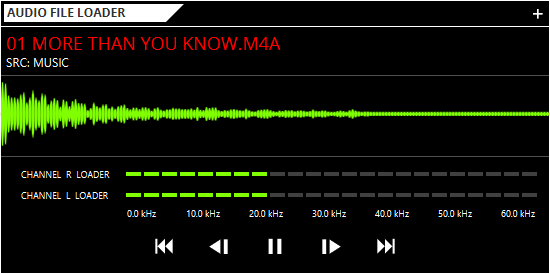 AUDIO FILE LOADER
+
01 MORE THAN YOU KNOW.M4A
SRC: MUSIC
CHANNEL R LOADER
CHANNEL L LOADER
0.0 kHz 10.0 kHz 20.0 kHz 30.0 kHz 40.0 kHz 50.0 kHz 60.0 kHz